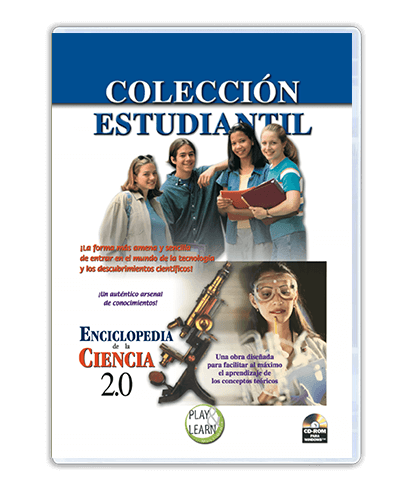 COLECCIÓN
ESTUDIANTIL
¡La forma más amena y sencilla
de entrar en el mundo de la tecnología
y los descubrimientos científicos!
¡Un auténtico arsenal
de conocimientos!
ENCICLOPEDIA
de la
CIENCIA
2.0
Una obra diseñada
para facilitar al máximo
el aprendizaje de
los conceptos teóricos
PLAY &
LEARN
CD-ROM
PARA
WINDOWS™